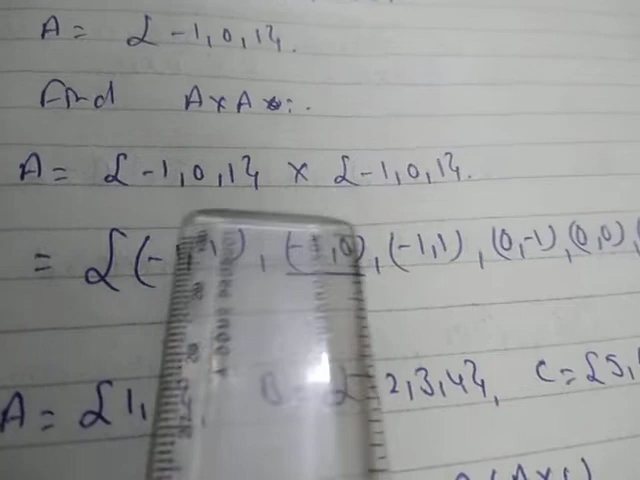 A = {-1,0,1}.
Find A×A :.
A = {-1,0,1} × {-1,0,1}.
= {(- ,1), (-1,0), (-1,1), (0,-1), (0,0), (
A = {1, B = { 2,3,4}, C = {5,